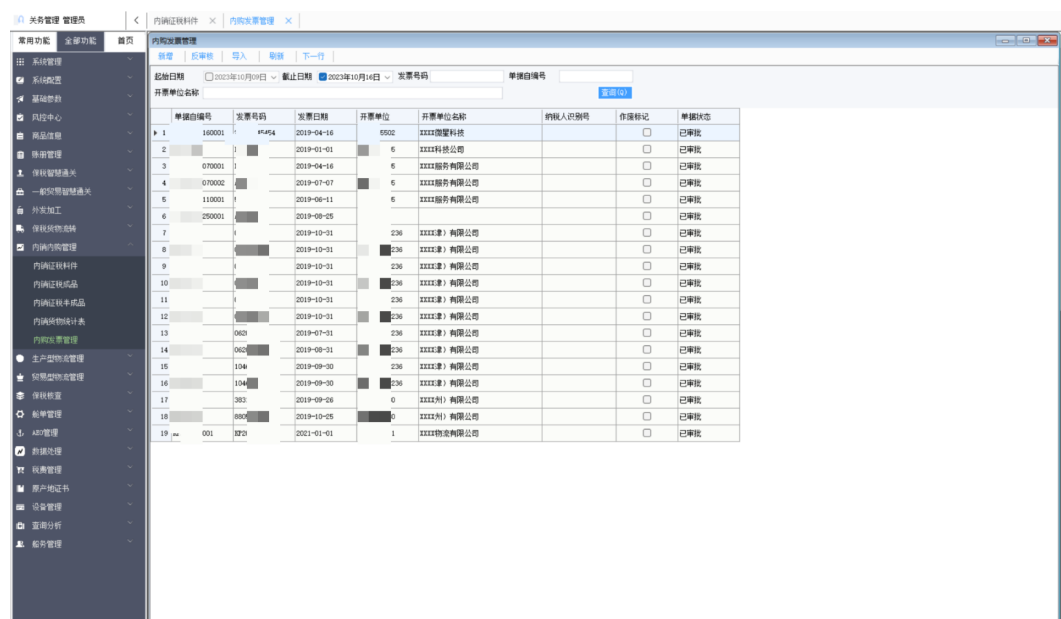 关务管理 管理员
内销征税料件
内购发票管理
常用功能 全部功能 首页
内购发票管理
新增 反审核 导入 刷新 下一行
起始日期 2023年10月09日 截止日期 2023年10月16日 发票号码 单据自编号
开票单位名称 查询(Q)
单据自编号 发票号码 发票日期 开票单位 开票单位名称 纳税人识别号 作废标记 单据状态
1 160001 2019-04-16 5502 XXXX微星科技 已审批
2 2019-01-01 5 XXXX科技公司 已审批
3 070001 2019-04-16 5 XXXX服务有限公司 已审批
4 070002 2019-07-07 5 XXXX服务有限公司 已审批
5 110001 2019-06-11 5 XXXX服务有限公司 已审批
6 250001 2019-08-25 已审批
7 2019-10-31 236 有限公司 已审批
8 2019-10-31 236 有限公司 已审批
9 2019-10-31 236 有限公司 已审批
10 2019-10-31 236 有限公司 已审批
11 2019-10-31 236 有限公司 已审批
12 2019-10-31 236 有限公司 已审批
13 062 2019-07-31 236 有限公司 已审批
14 062 2019-08-31 236 有限公司 已审批
15 104 2019-09-30 236 有限公司 已审批
16 104 2019-09-30 236 有限公司 已审批
17 383 2019-09-26 0 XXXX州）有限公司 已审批
18 880 2019-10-25 0 XXXX州）有限公司 已审批
19 001 2021-01-01 1 XXXX物流有限公司 已审批
系统管理
系统配置
基础参数
风控中心
商品信息
账册管理
保税智慧通关
一般贸易智慧通关
外发加工
保税货物流转
内销内购管理
内销征税料件
内销征税成品
内销征税半成品
内销货物统计表
内购发票管理
生产型物流管理
贸易型物流管理
保税核查
舱单管理
AEO管理
数据处理
税费管理
原产地证书
设备管理
查询分析
船务管理